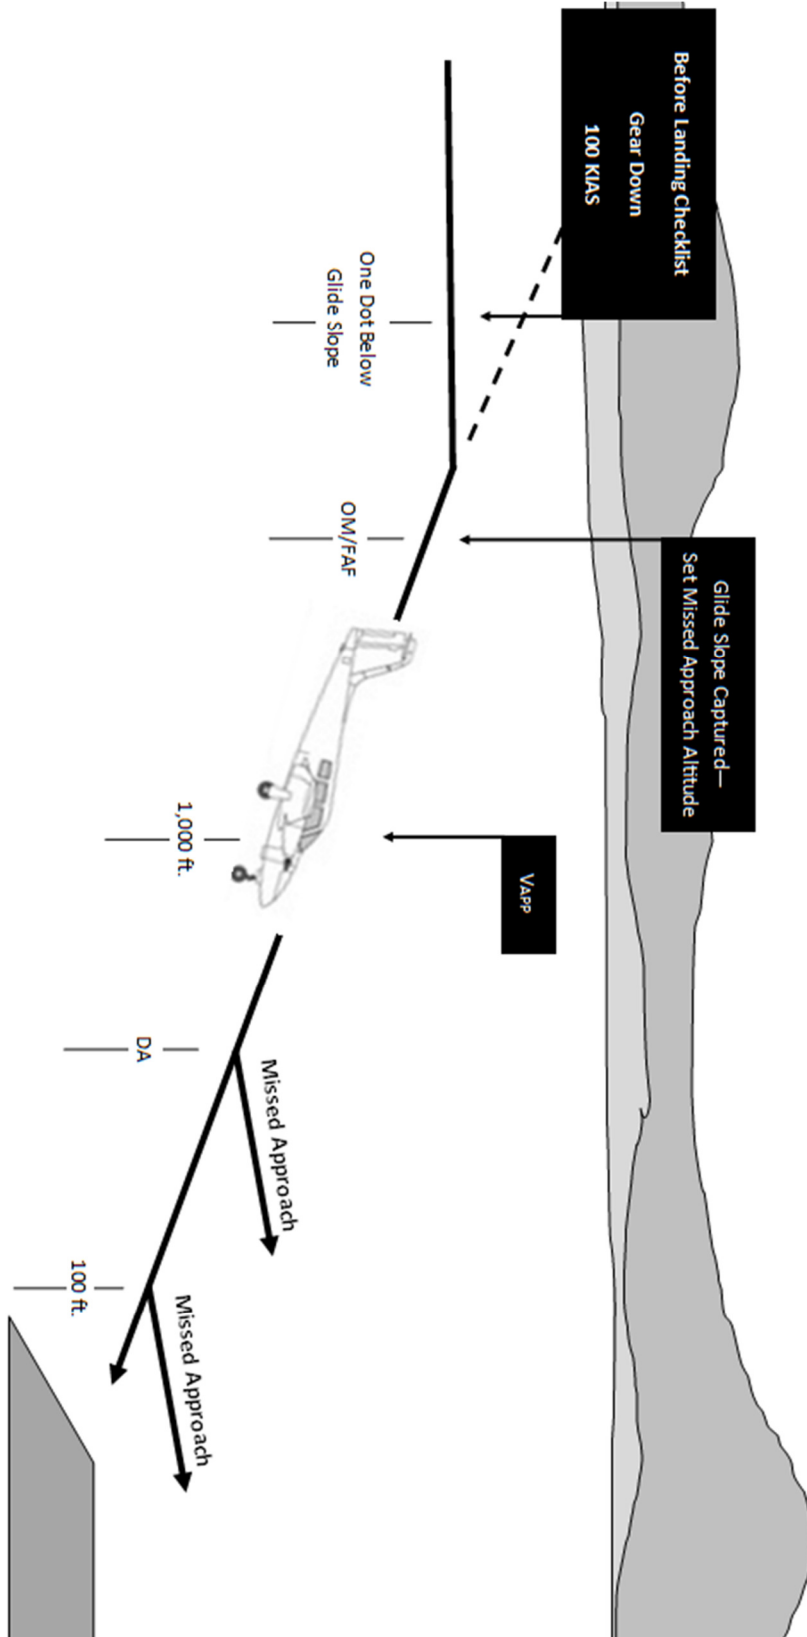 Before Landing Checklist
Gear Down
100 KIAS
Glide Slope Captured—
Set Missed Approach Altitude
VAPP
One Dot Below
Glide Slope
OM/FAF
1,000 ft.
DA
Missed Approach
100 ft.
Missed Approach